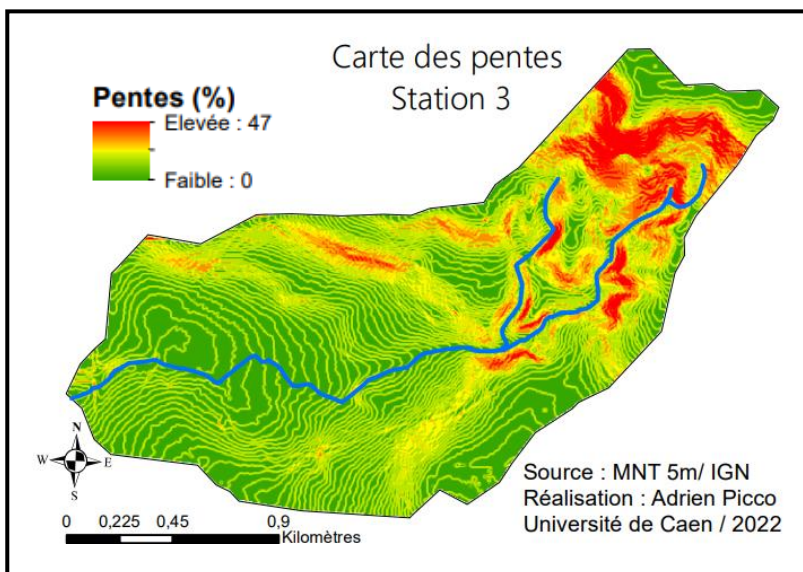 Carte des pentes
Station 3
Pentes (%)
Elevée : 47
Faible : 0
N
W E
S
0 0,225 0,45 0,9
Kilomètres
Source : MNT 5m/ IGN
Réalisation : Adrien Picco
Université de Caen / 2022